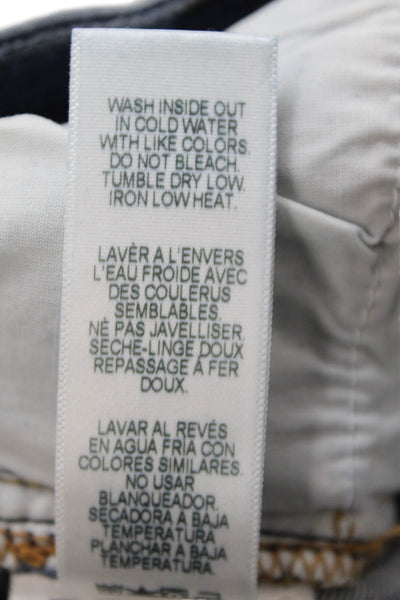 WASH INSIDE OUT
IN COLD WATER
WITH LIKE COLORS.
DO NOT BLEACH.
TUMBLE DRY LOW.
IRON LOW HEAT.
LAVÈR A L'ENVERS
L'EAU FROIDE AVEC
DES COULERUS
SEMBLABLES.
NÈ PAS JAVELLISER.
SÈCHE-LINGE DOUX
REPASSAGE À FER
DOUX.
LAVAR AL REVÉS
EN AGUA FRÍA CON
COLORES SIMILARES.
NO USAR
BLANQUEADOR.
SECADORA A BAJA
TEMPERATURA
PLANCHAR A BAJA
TEMPERATURA.